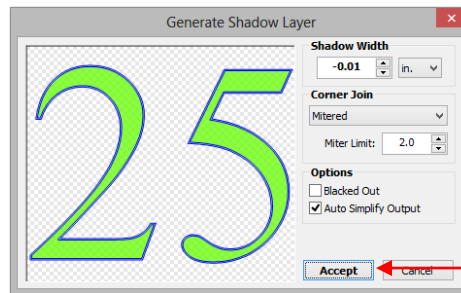 Generate Shadow Layer
25
Shadow Width
-0.01 in.
Corner Join
Mitered
Miter Limit: 2.0
Options
Blacked Out
Auto Simplify Output
Accept Cancel